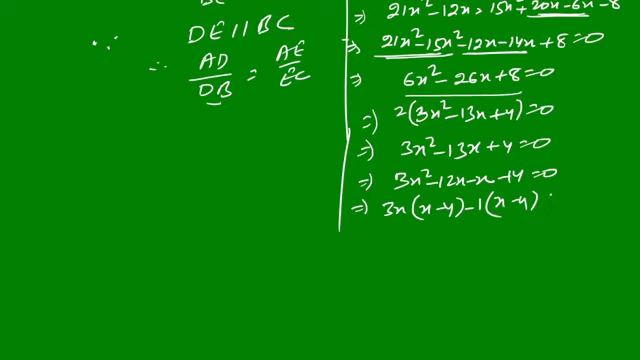 BC
DE || BC
∵
∴ AD/DB = AE/EC
=) 21x² - 12x = 15x² + 20x - 6x - 8
=) 21x² - 15x² - 12x - 14x + 8 = 0
=) 6x² - 26x + 8 = 0
=) 2(3x² - 13x + 4) = 0
=) 3x² - 13x + 4 = 0
=) 3x² - 12x - x + 4 = 0
=) 3x(x - 4) - 1(x - 4)